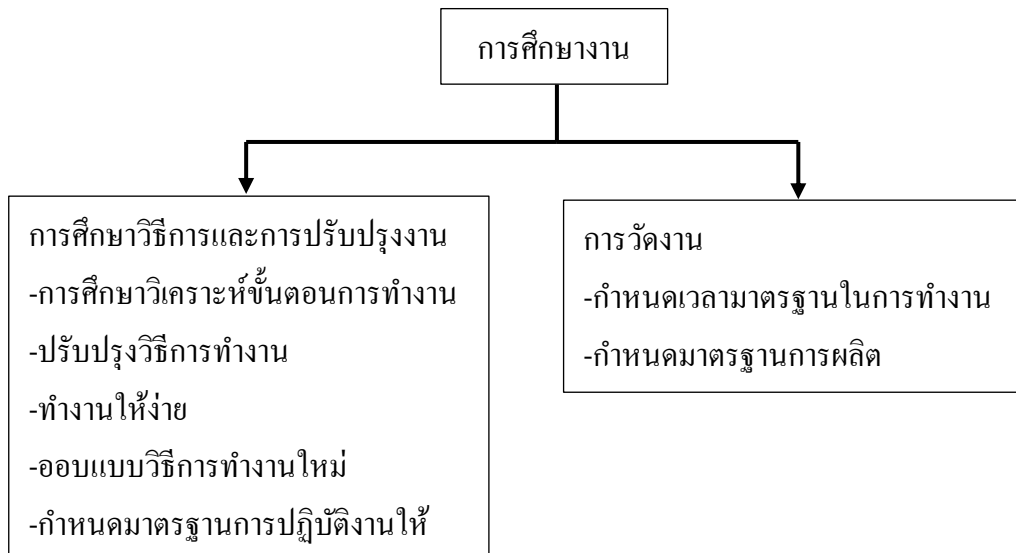 การศึกษางาน
การศึกษาวิธีการและการปรับปรุงงาน
-การศึกษาวิเคราะห์ขั้นตอนการทำงาน
-ปรับปรุงวิธีการทำงาน
-ทำงานให้ง่าย
-ออบแบบวิธีการทำงานใหม่
-กำหนดมาตรฐานการปฏิบัติงานให้
การวัดงาน
-กำหนดเวลามาตรฐานในการทำงาน
-กำหนดมาตรฐานการผลิต